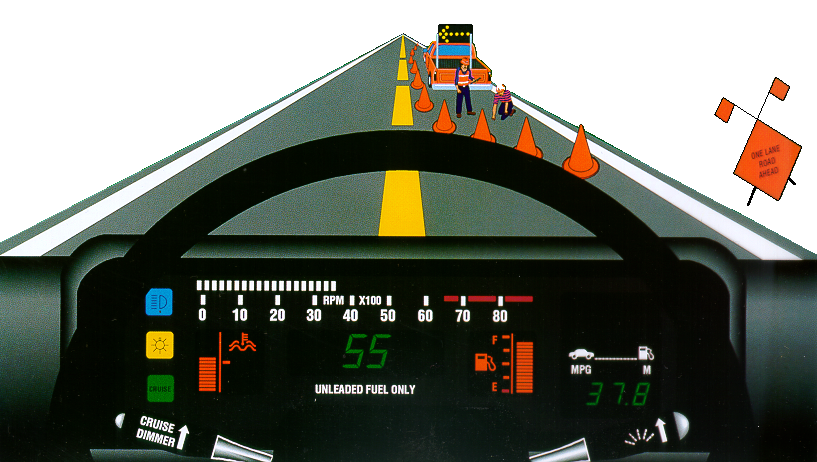 ONE LANE
ROAD
AHEAD
RPM X100
0 10 20 30 40 50 60 70 80
55
UNLEADED FUEL ONLY
F
E
MPG M
37.8
CRUISE
CRUISE
DIMMER